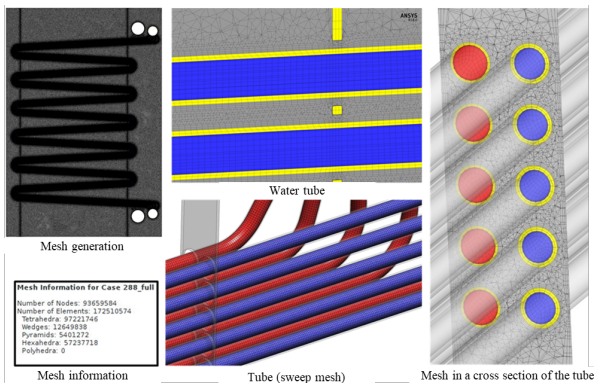 ANSYS
Water tube
Mesh generation
Mesh Information for Case 288_full
Number of Nodes: 93659584
Number of Elements: 172510574
Tetrahedra: 97221746
Wedges: 12649838
Pyramids: 5401272
Hexahedra: 57237718
Polyhedra: 0
Mesh information
Tube (sweep mesh)
Mesh in a cross section of the tube